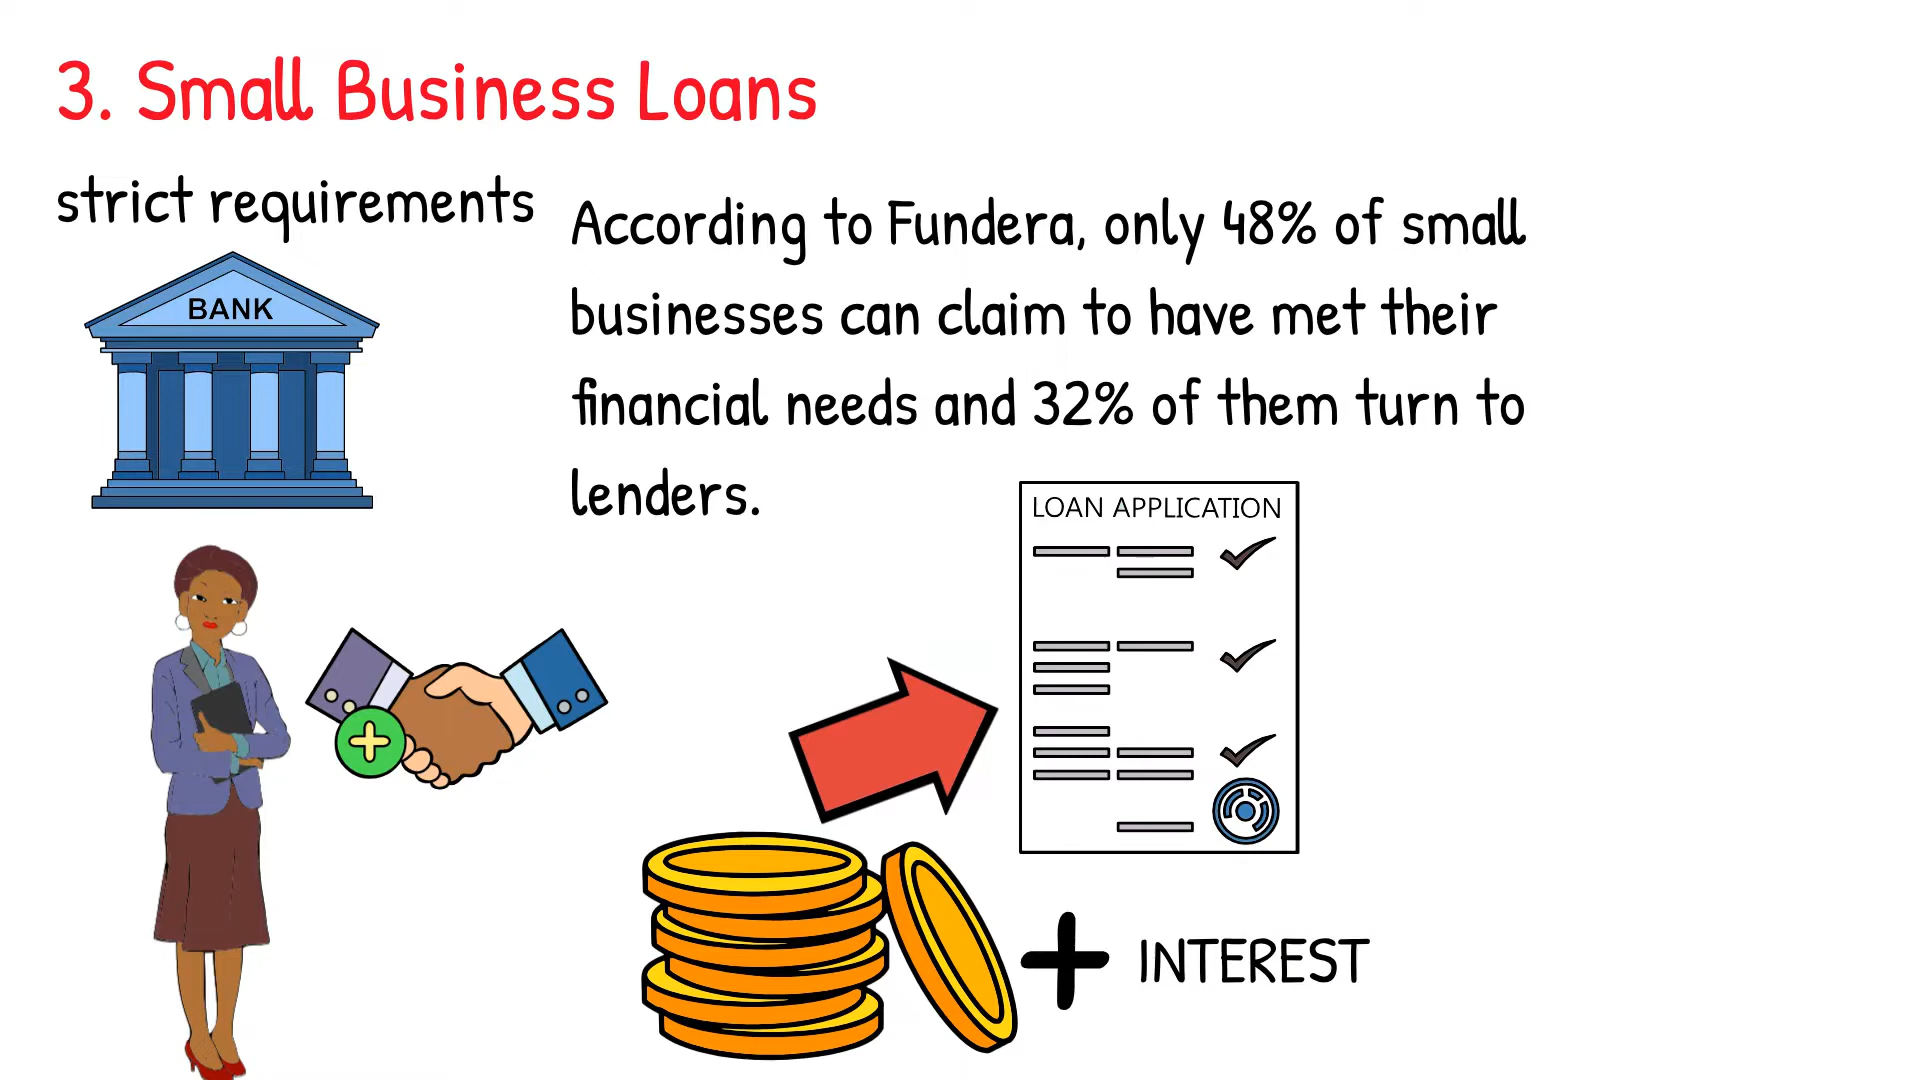 3. Small Business Loans
strict requirements
BANK
According to Fundera, only 48% of small
businesses can claim to have met their
financial needs and 32% of them turn to
lenders.
LOAN APPLICATION
INTEREST